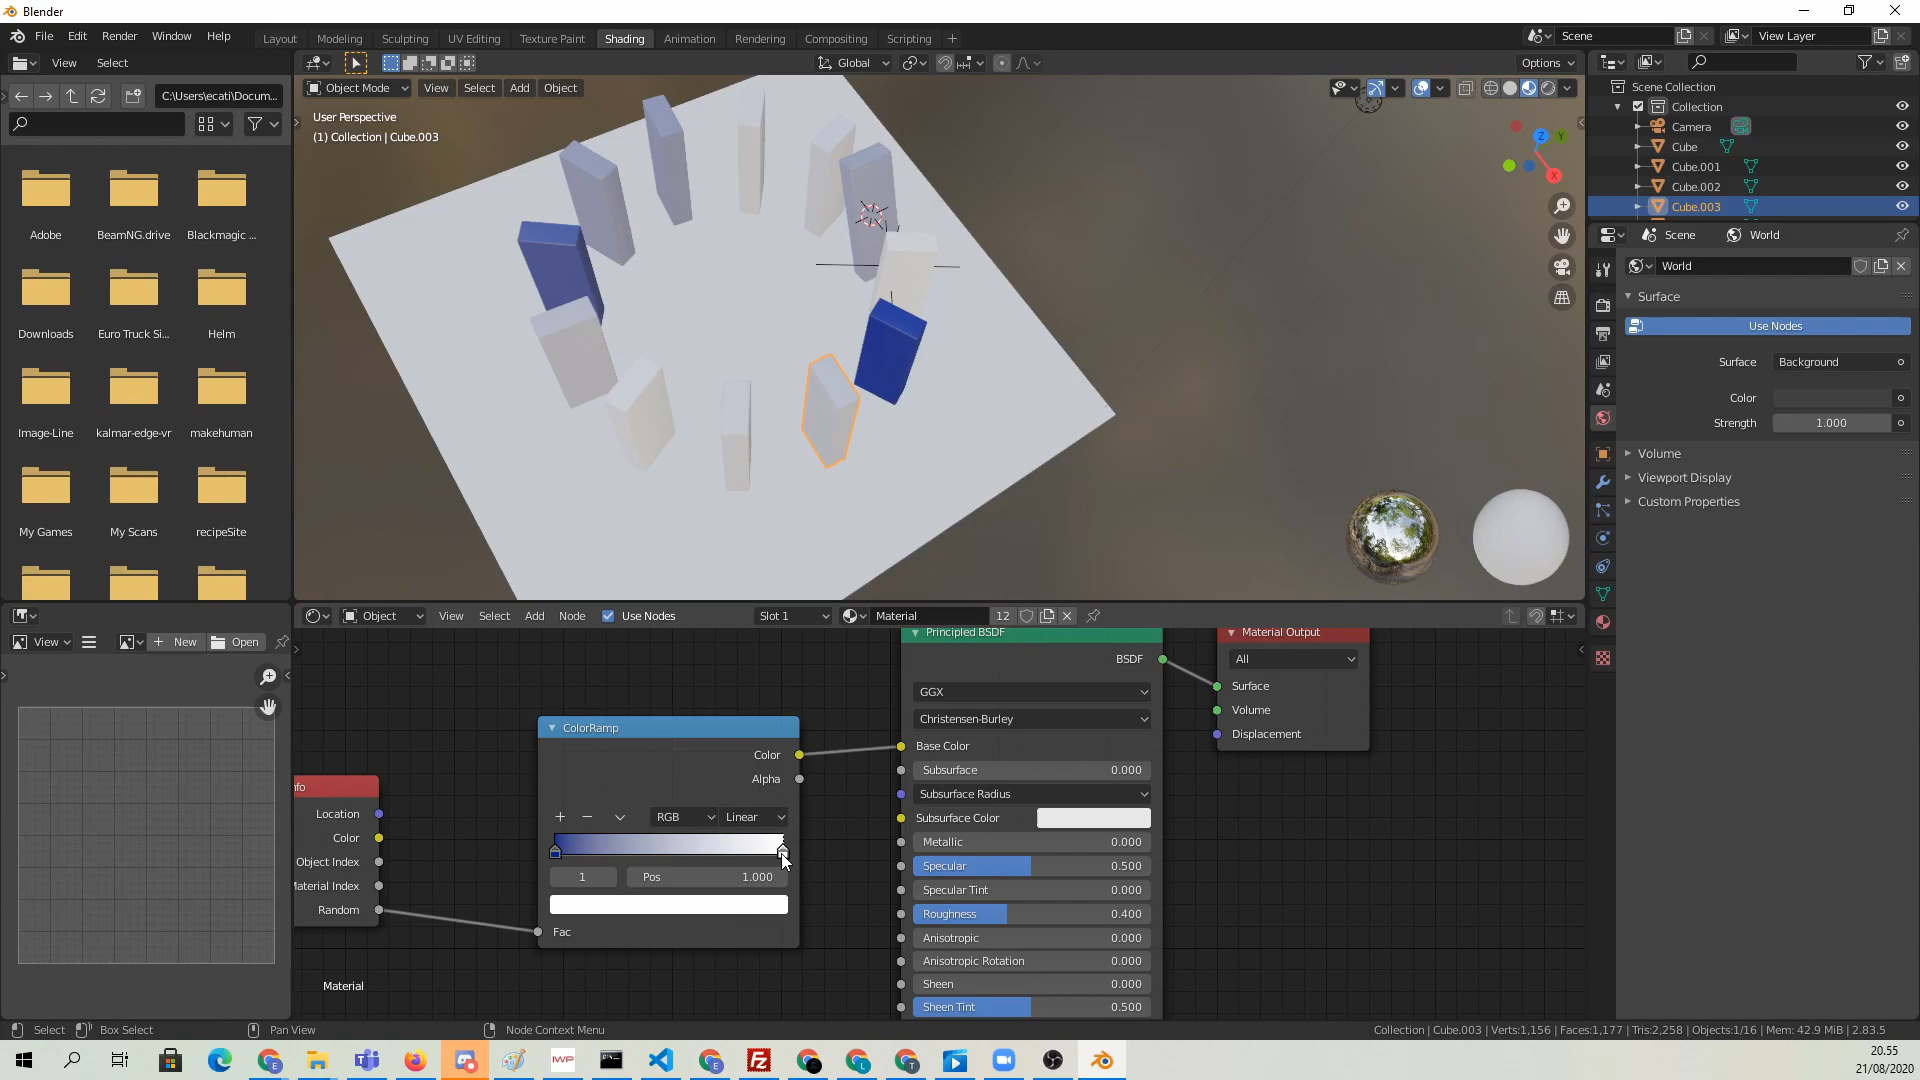 Blender
File Edit Render Window Help
Layout Modeling Sculpting UV Editing Texture Paint Shading Animation Rendering Compositing Scripting +
Scene View Layer
View Select
Global Options
C:\Users\ecati\Docum...
Object Mode View Select Add Object
User Perspective
(1) Collection | Cube.003
Z Y X
Adobe BeamNG.drive Blackmagic ...
Downloads Euro Truck Si... Helm
Image-Line kalmar-edge-vr makehuman
My Games My Scans recipeSite
Scene Collection
Collection
Camera
Cube
Cube.001
Cube.002
Cube.003
Scene World
World
Surface
Use Nodes
Surface Background
Color
Strength 1.000
Volume
Viewport Display
Custom Properties
View New Open
Object View Select Add Node Use Nodes Slot 1 Material 12
nfo
Location
Color
Object Index
Material Index
Random
Material
ColorRamp
Color
Alpha
+ − RGB Linear
1 Pos 1.000
Fac
Principled BSDF
BSDF
GGX
Christensen-Burley
Base Color
Subsurface 0.000
Subsurface Radius
Subsurface Color
Metallic 0.000
Specular 0.500
Specular Tint 0.000
Roughness 0.400
Anisotropic 0.000
Anisotropic Rotation 0.000
Sheen 0.000
Sheen Tint 0.500
Material Output
All
Surface
Volume
Displacement
Select Box Select Pan View Node Context Menu
Collection | Cube.003 | Verts:1,156 | Faces:1,177 | Tris:2,258 | Objects:1/16 | Mem: 42.9 MiB | 2.83.5
E IWP E FZ L T
20.55
21/08/2020